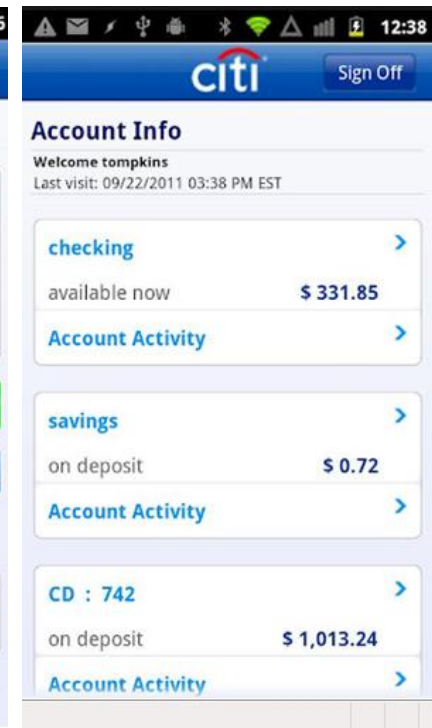 12:38
citi
Sign Off
Account Info
Welcome tompkins
Last visit: 09/22/2011 03:38 PM EST
checking
available now $ 331.85
Account Activity
savings
on deposit $ 0.72
Account Activity
CD : 742
on deposit $ 1,013.24
Account Activity